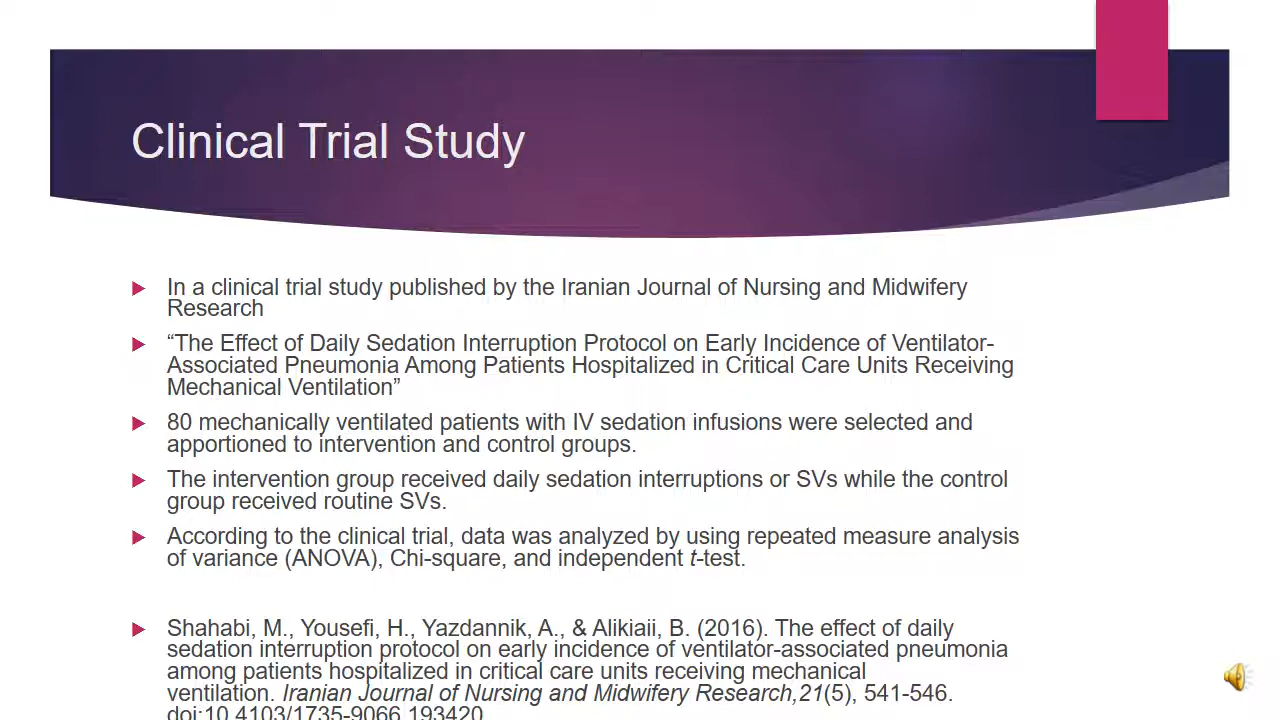 Clinical Trial Study
In a clinical trial study published by the Iranian Journal of Nursing and Midwifery
Research
“The Effect of Daily Sedation Interruption Protocol on Early Incidence of Ventilator-
Associated Pneumonia Among Patients Hospitalized in Critical Care Units Receiving
Mechanical Ventilation”
80 mechanically ventilated patients with IV sedation infusions were selected and
apportioned to intervention and control groups.
The intervention group received daily sedation interruptions or SVs while the control
group received routine SVs.
According to the clinical trial, data was analyzed by using repeated measure analysis
of variance (ANOVA), Chi-square, and independent t-test.
Shahabi, M., Yousefi, H., Yazdannik, A., & Alikiaii, B. (2016). The effect of daily
sedation interruption protocol on early incidence of ventilator-associated pneumonia
among patients hospitalized in critical care units receiving mechanical
ventilation. Iranian Journal of Nursing and Midwifery Research,21(5), 541-546.
doi:10.4103/1735-9066.193420